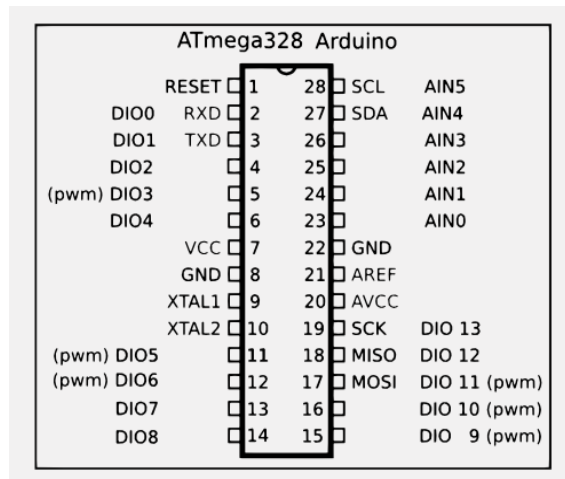 ATmega328 Arduino
RESET 1 28 SCL AIN5
DIO0 RXD 2 27 SDA AIN4
DIO1 TXD 3 26 AIN3
DIO2 4 25 AIN2
(pwm) DIO3 5 24 AIN1
DIO4 6 23 AIN0
VCC 7 22 GND
GND 8 21 AREF
XTAL1 9 20 AVCC
XTAL2 10 19 SCK DIO 13
(pwm) DIO5 11 18 MISO DIO 12
(pwm) DIO6 12 17 MOSI DIO 11 (pwm)
DIO7 13 16 DIO 10 (pwm)
DIO8 14 15 DIO 9 (pwm)